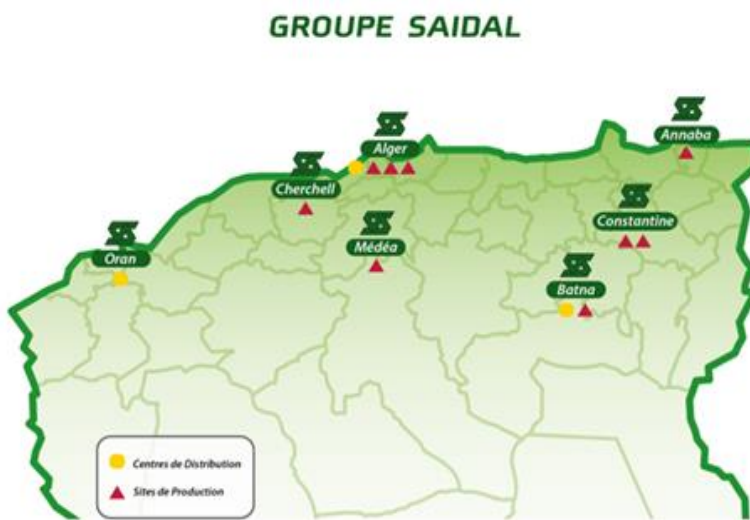 GROUPE SAIDAL
Annaba
Alger
Cherchell
Constantine
Médéa
Oran
Batna
Centres de Distribution
Sites de Production